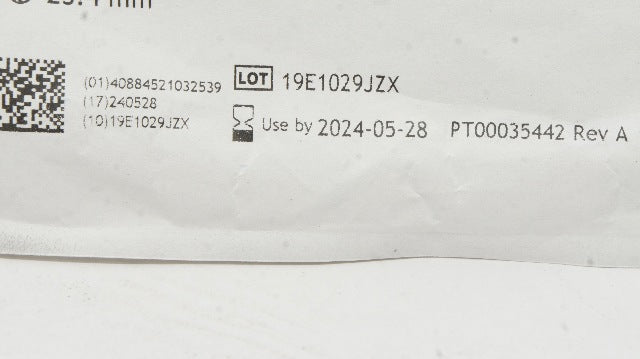 (01)40884521032539
(17)240528
(10)19E1029JZX
LOT 19E1029JZX
Use by 2024-05-28 PT00035442 Rev A